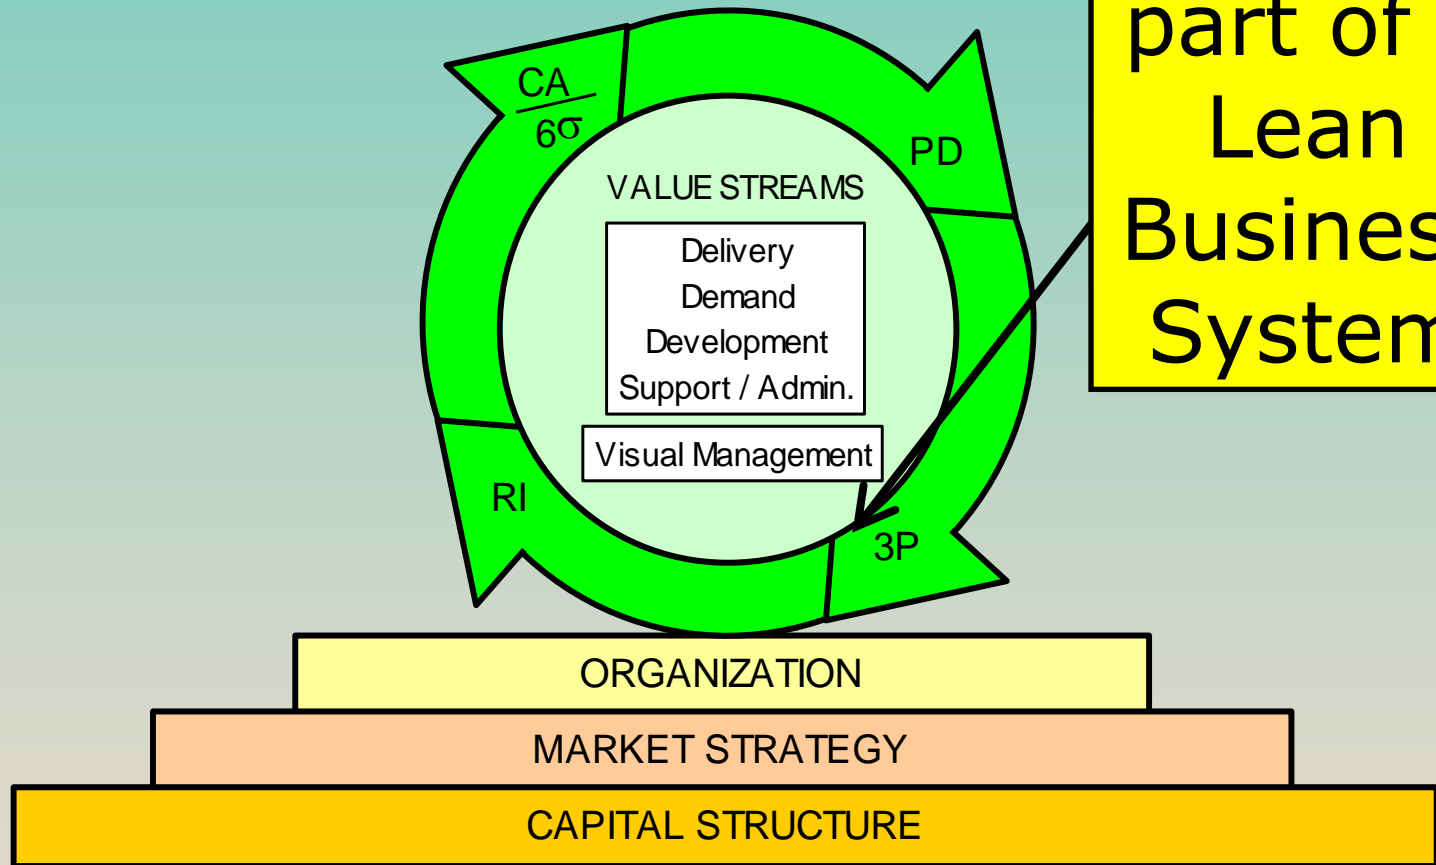 part of
Lean
Busines
System
CA
6σ
PD
VALUE STREAMS
Delivery
Demand
Development
Support / Admin.
Visual Management
RI
3P
ORGANIZATION
MARKET STRATEGY
CAPITAL STRUCTURE